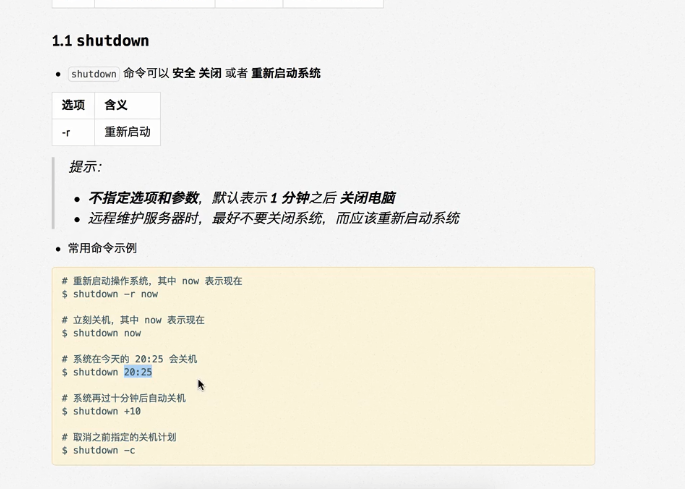 1.1 shutdown
• shutdown 命令可以 安全 关闭 或者 重新启动系统
选项 含义
-r 重新启动
提示：
• 不指定选项和参数，默认表示 1 分钟之后 关闭电脑
• 远程维护服务器时，最好不要关闭系统，而应该重新启动系统
• 常用命令示例
# 重新启动操作系统，其中 now 表示现在
$ shutdown -r now
# 立刻关机，其中 now 表示现在
$ shutdown now
# 系统在今天的 20:25 会关机
$ shutdown 20:25
# 系统再过十分钟后自动关机
$ shutdown +10
# 取消之前指定的关机计划
$ shutdown -c